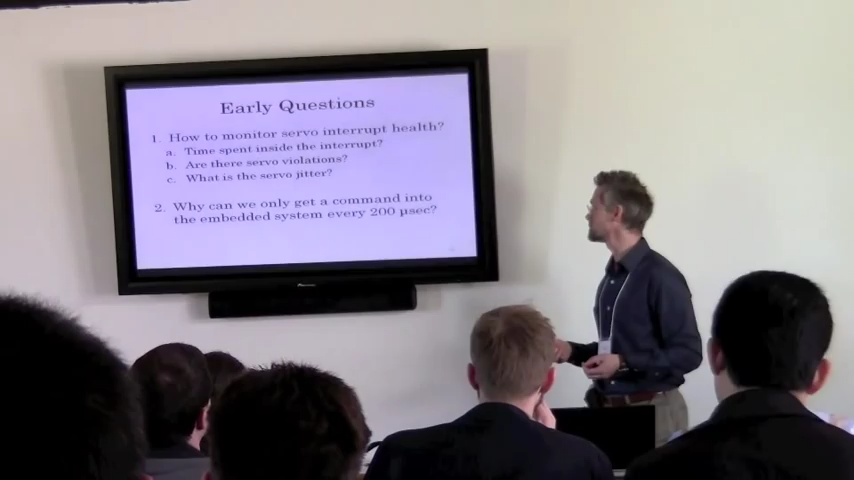 Early Questions
1. How to monitor servo interrupt health?
a. Time spent inside the interrupt?
b. Are there servo violations?
c. What is the servo jitter?
2. Why can we only get a command into
the embedded system every 200 µsec?